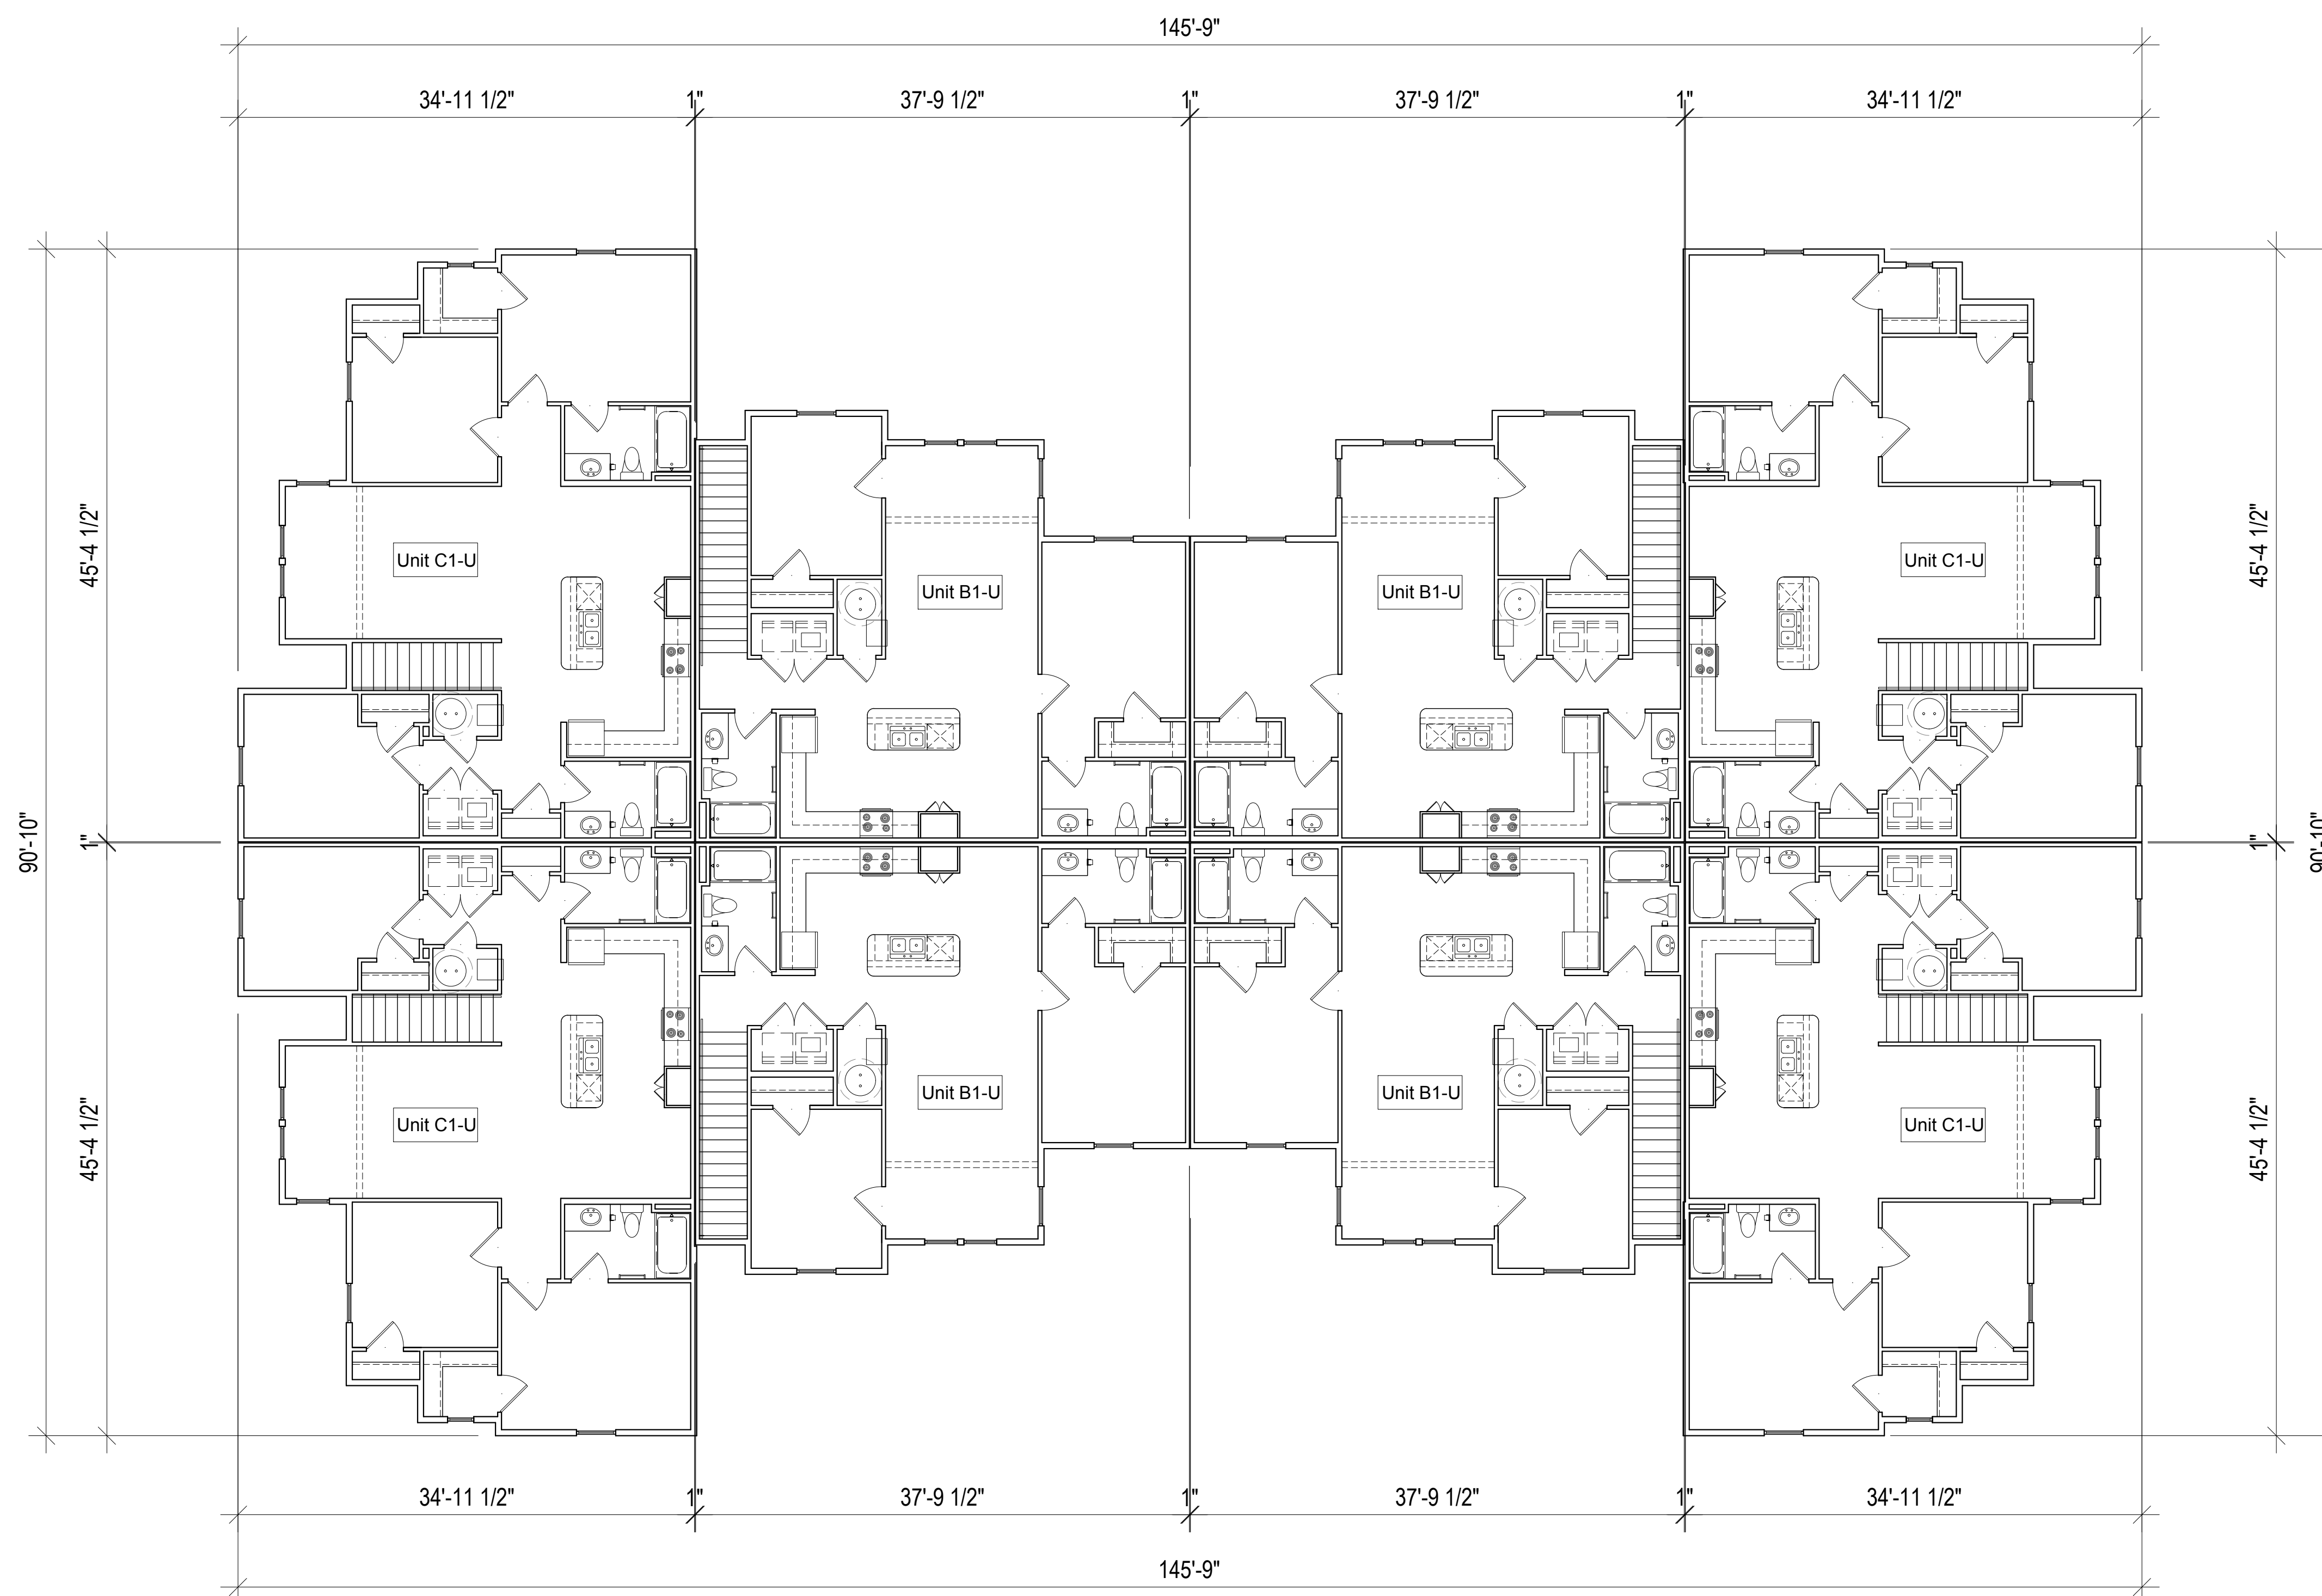 145'-9"
34'-11 1/2" 1" 37'-9 1/2" 1" 37'-9 1/2" 1" 34'-11 1/2"
45'-4 1/2" 45'-4 1/2"
Unit C1-U Unit C1-U
Unit B1-U Unit B1-U
90'-10" 1" 1" 90'-10"
Unit B1-U Unit B1-U
Unit C1-U Unit C1-U
45'-4 1/2" 45'-4 1/2"
34'-11 1/2" 1" 37'-9 1/2" 1" 37'-9 1/2" 1" 34'-11 1/2"
145'-9"